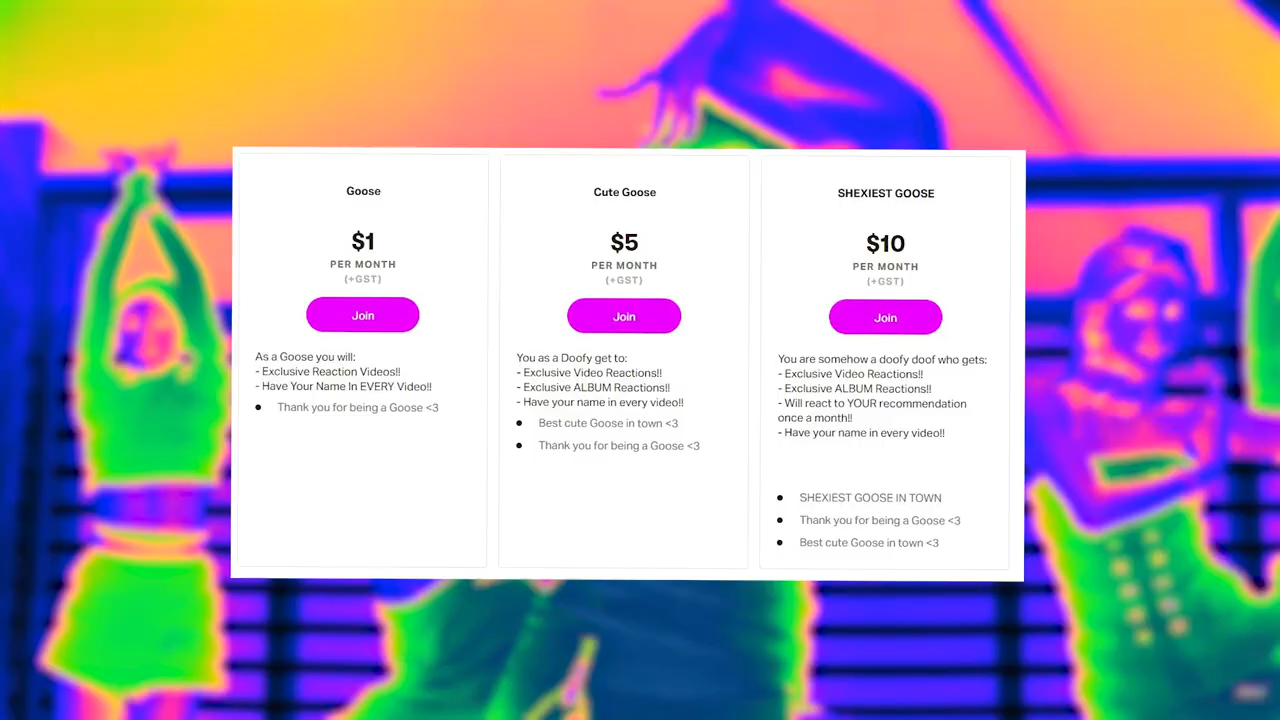 Goose
$1
PER MONTH
(+GST)
Join
As a Goose you will:
- Exclusive Reaction Videos!!
- Have Your Name In EVERY Video!!
● Thank you for being a Goose <3
Cute Goose
$5
PER MONTH
(+GST)
Join
You as a Doofy get to:
- Exclusive Video Reactions!!
- Exclusive ALBUM Reactions!!
- Have your name in every video!!
● Best cute Goose in town <3
● Thank you for being a Goose <3
SHEXIEST GOOSE
$10
PER MONTH
(+GST)
Join
You are somehow a doofy doof who gets:
- Exclusive Video Reactions!!
- Exclusive ALBUM Reactions!!
- Will react to YOUR recommendation
once a month!!
- Have your name in every video!!
● SHEXIEST GOOSE IN TOWN
● Thank you for being a Goose <3
● Best cute Goose in town <3